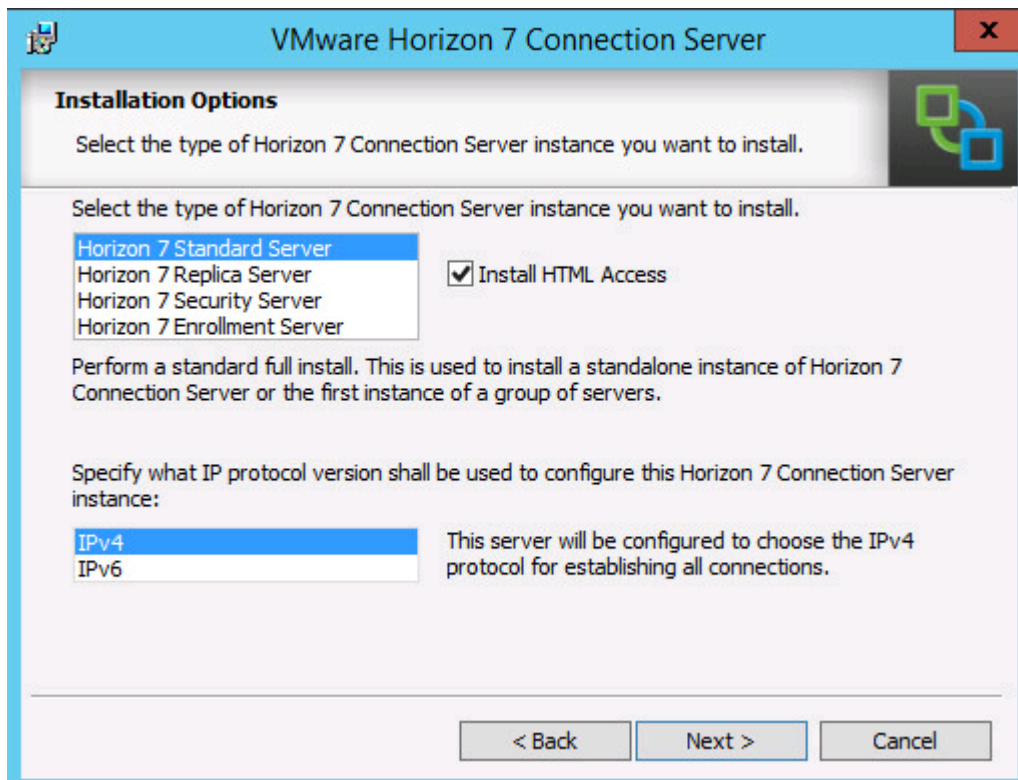 VMware Horizon 7 Connection Server
x
Installation Options
Select the type of Horizon 7 Connection Server instance you want to install.
Select the type of Horizon 7 Connection Server instance you want to install.
Horizon 7 Standard Server
Horizon 7 Replica Server
Horizon 7 Security Server
Horizon 7 Enrollment Server
Install HTML Access
Perform a standard full install. This is used to install a standalone instance of Horizon 7
Connection Server or the first instance of a group of servers.
Specify what IP protocol version shall be used to configure this Horizon 7 Connection Server
instance:
IPv4
IPv6
This server will be configured to choose the IPv4
protocol for establishing all connections.
< Back
Next >
Cancel